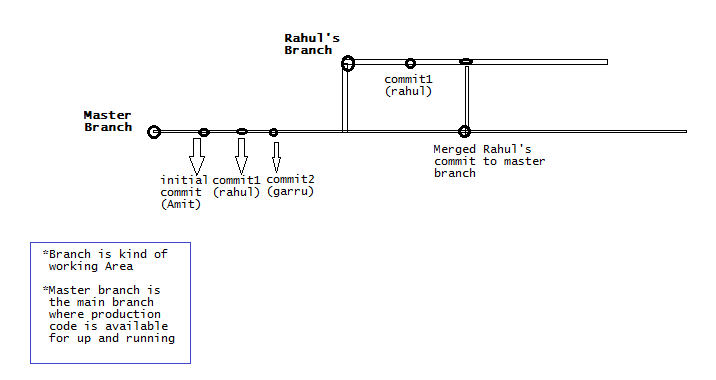 Rahul's
Branch
commit1
(rahul)
Master
Branch
Merged Rahul's
commit to master
branch
initial
commit
(Amit)
commit1
(rahul)
commit2
(garru)
*Branch is kind of
working Area
*Master branch is
the main branch
where production
code is available
for up and running